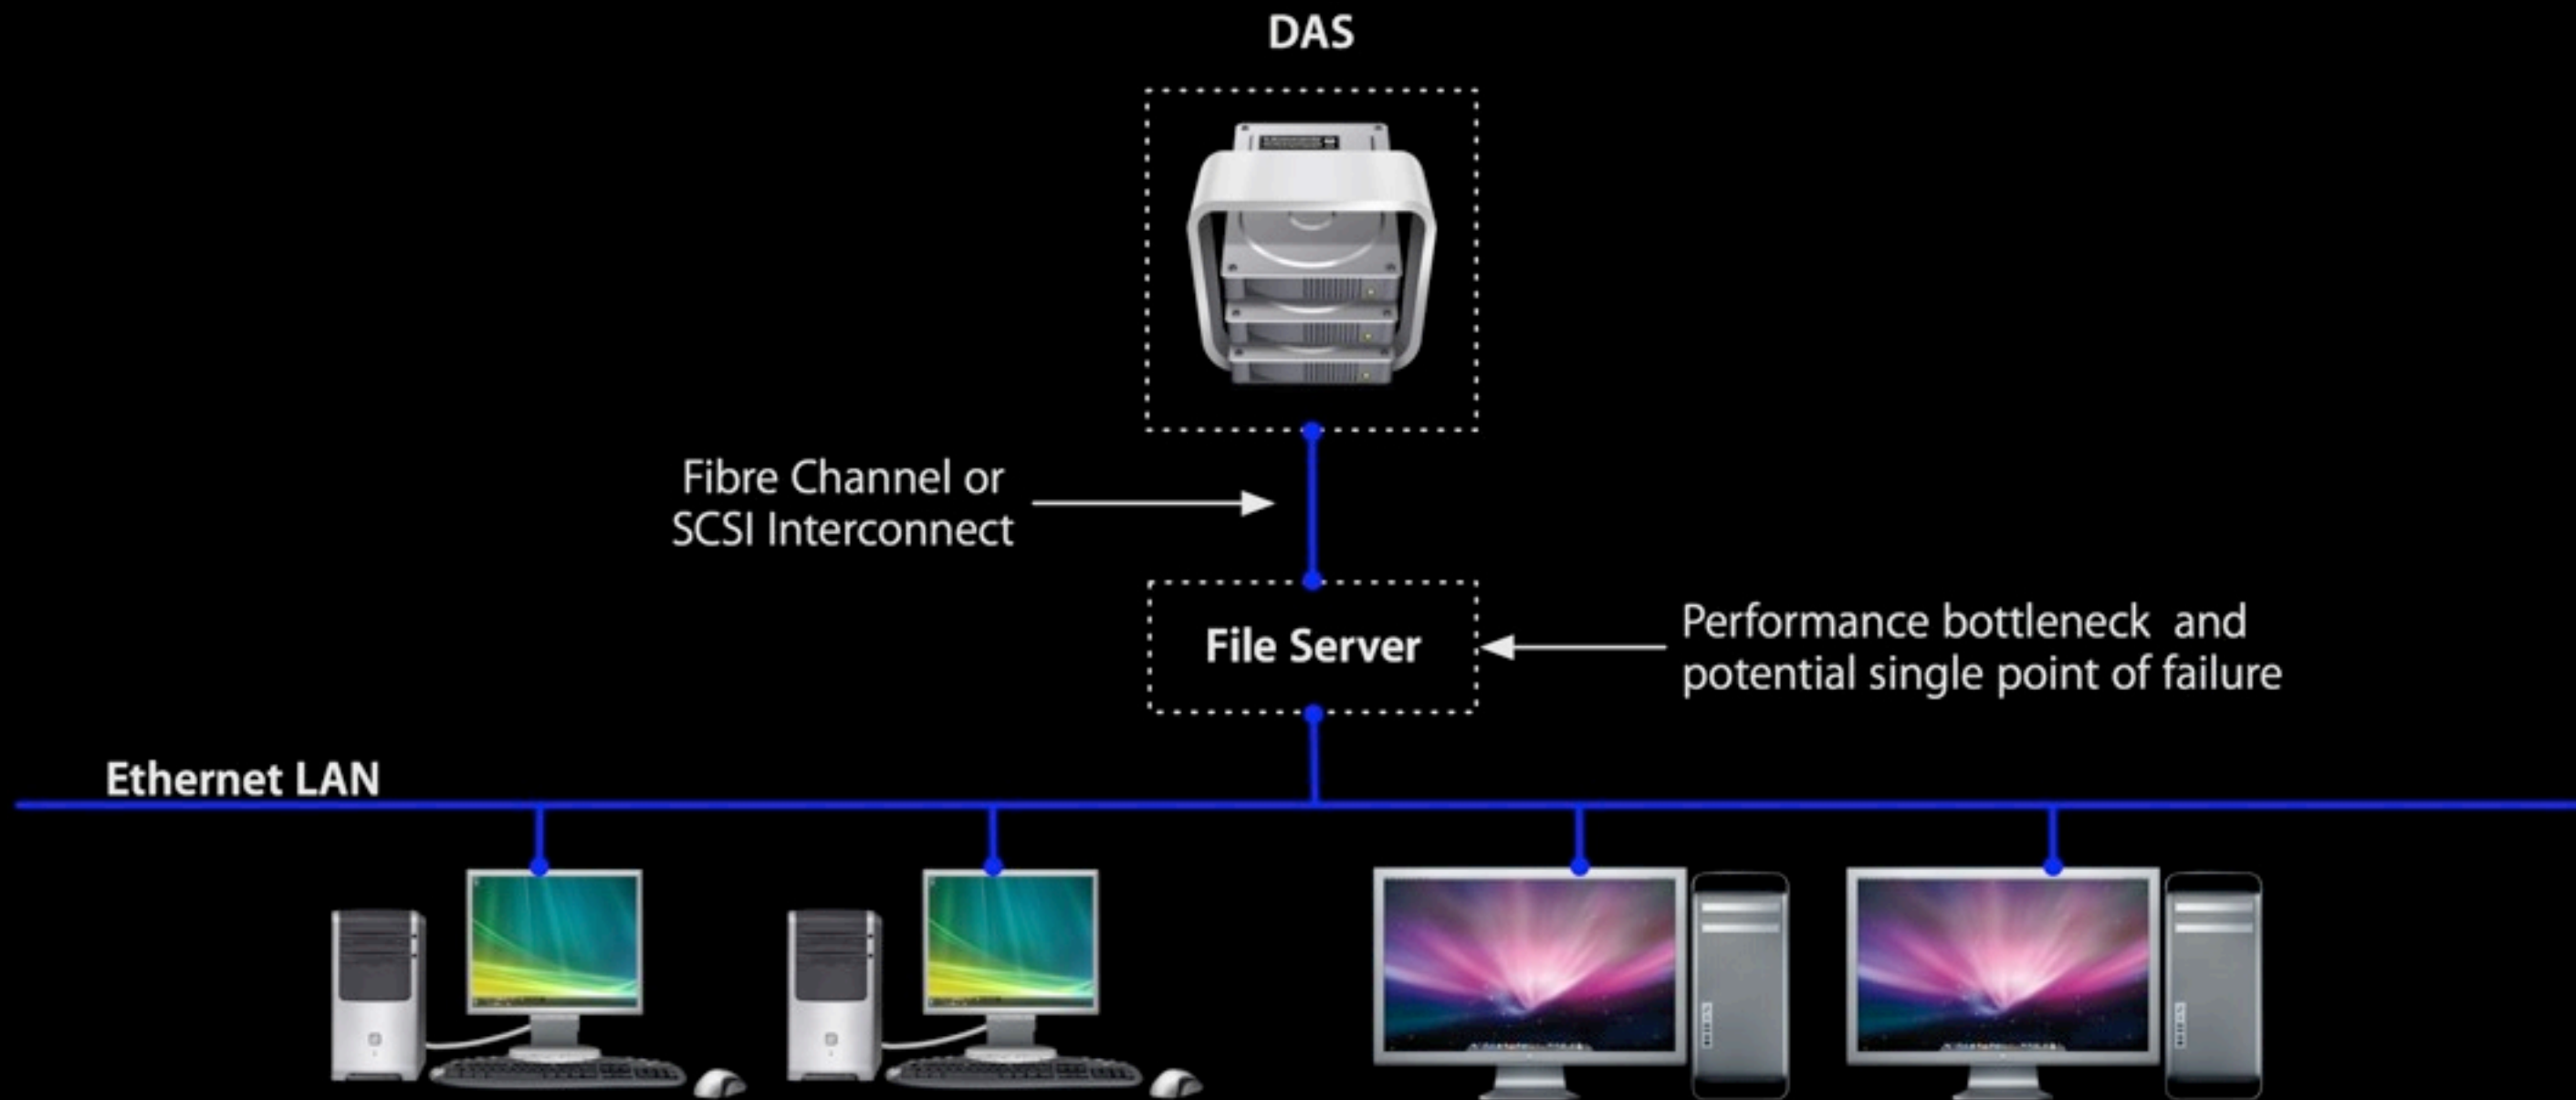 DAS
Fibre Channel or
SCSI Interconnect
File Server
Performance bottleneck and
potential single point of failure
Ethernet LAN